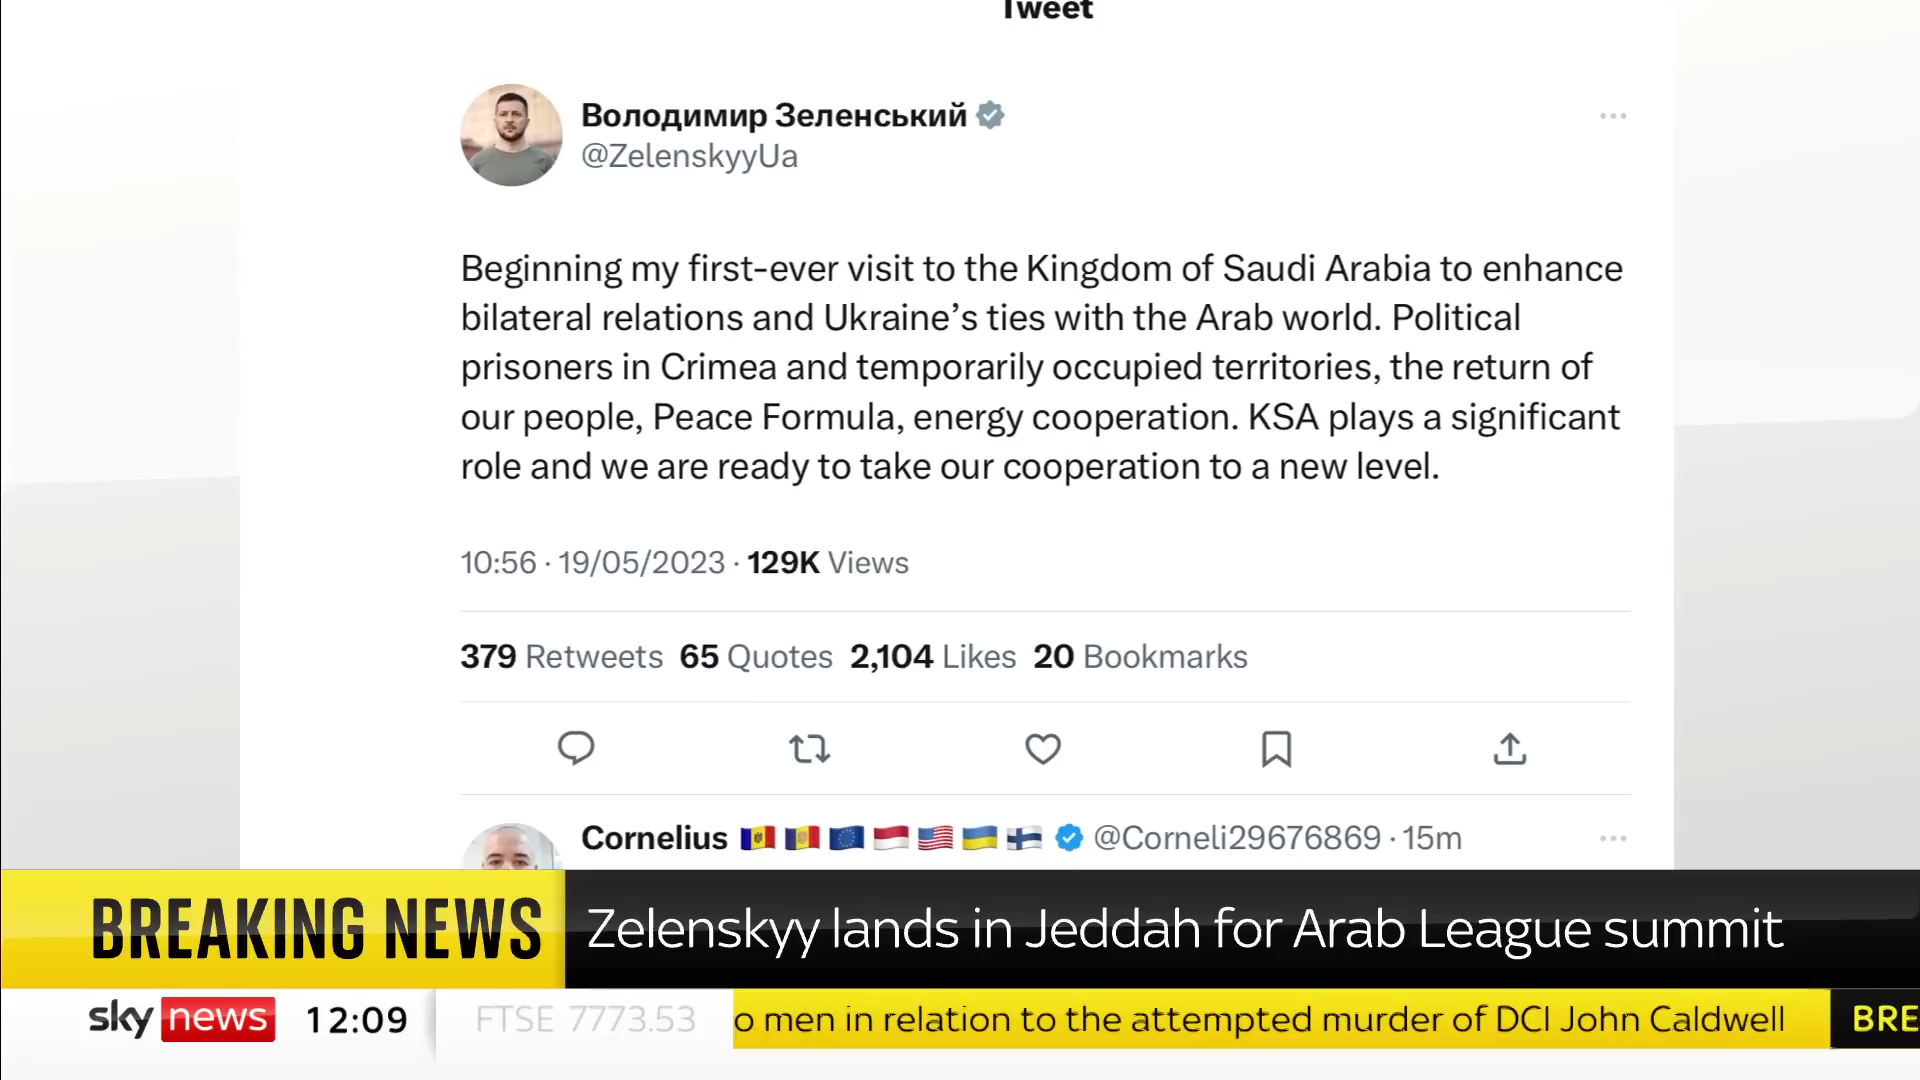 Tweet
Володимир Зеленський
@ZelenskyyUa
Beginning my first-ever visit to the Kingdom of Saudi Arabia to enhance
bilateral relations and Ukraine’s ties with the Arab world. Political
prisoners in Crimea and temporarily occupied territories, the return of
our people, Peace Formula, energy cooperation. KSA plays a significant
role and we are ready to take our cooperation to a new level.
10:56 · 19/05/2023 · 129K Views
379 Retweets 65 Quotes 2,104 Likes 20 Bookmarks
Cornelius @Corneli29676869 · 15m
BREAKING NEWS Zelenskyy lands in Jeddah for Arab League summit
sky news 12:09 FTSE 7773.53 o men in relation to the attempted murder of DCI John Caldwell BRE